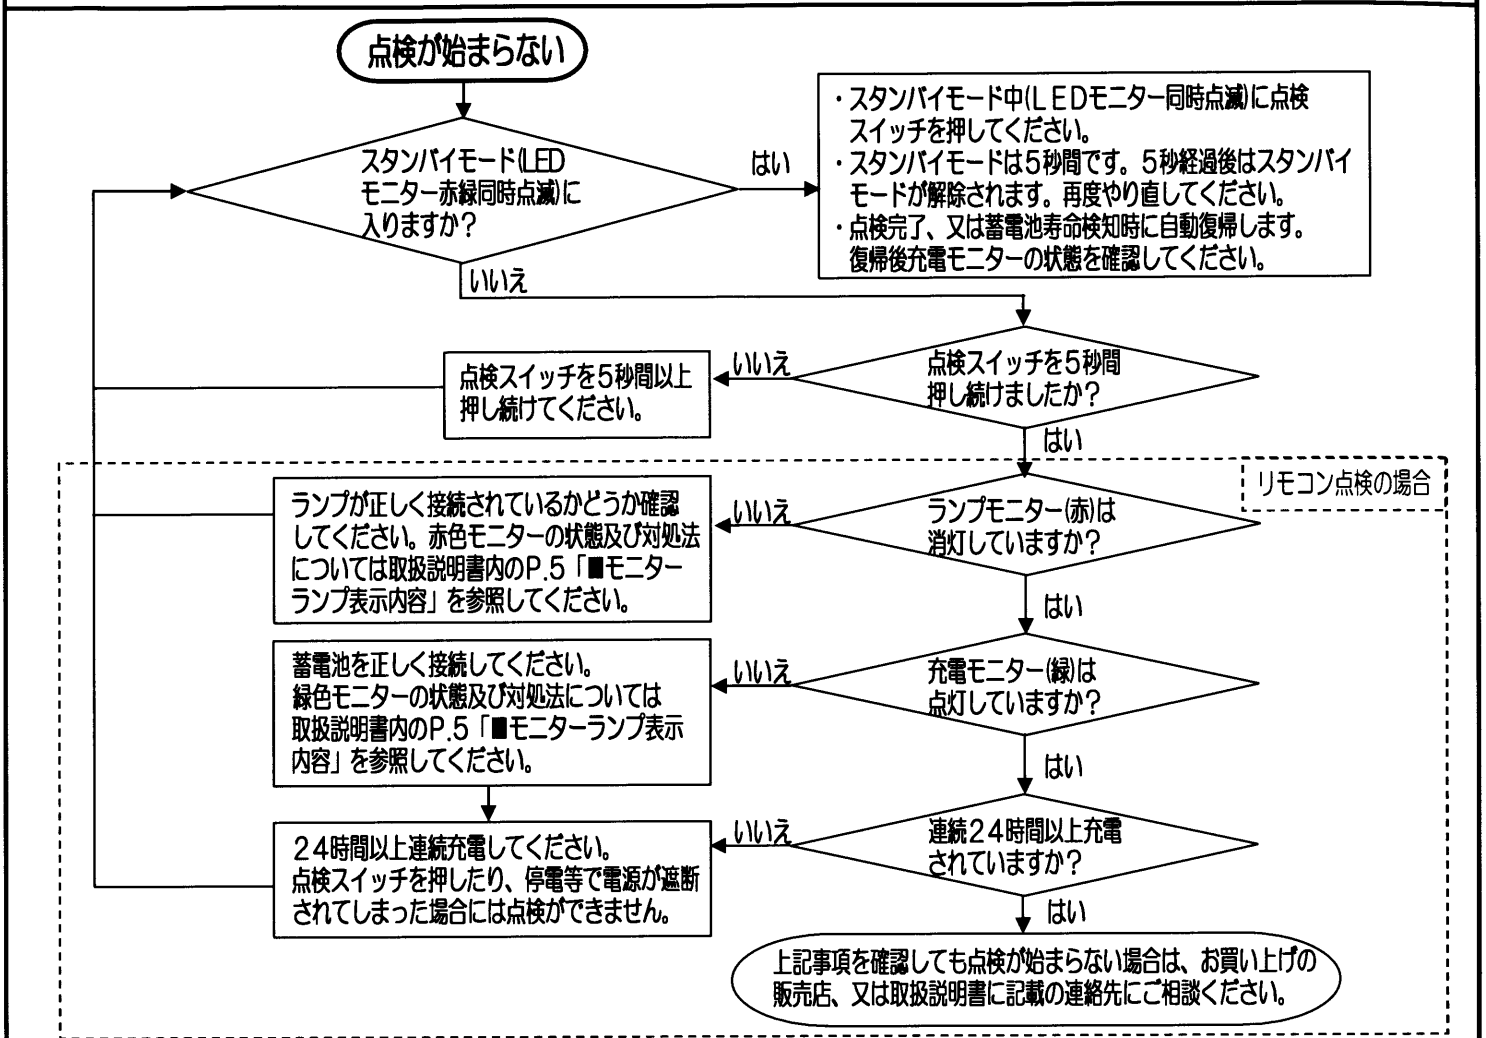 点検が始まらない
スタンバイモード(LED
モニター赤緑同時点滅)に
入りますか?
はい
・スタンバイモード中(LEDモニター同時点滅)に点検
スイッチを押してください。
・スタンバイモードは5秒間です。5秒経過後はスタンバイ
モードが解除されます。再度やり直してください。
・点検完了、又は蓄電池寿命検知時に自動復帰します。
復帰後充電モニターの状態を確認してください。
いいえ
点検スイッチを5秒間
押し続けましたか?
いいえ
点検スイッチを5秒間以上
押し続けてください。
はい
リモコン点検の場合
ランプモニター(赤)は
消灯していますか?
いいえ
ランプが正しく接続されているかどうか確認
してください。赤色モニターの状態及び対処法
については取扱説明書内のP.5「■モニター
ランプ表示内容」を参照してください。
はい
充電モニター(緑)は
点灯していますか?
いいえ
蓄電池を正しく接続してください。
緑色モニターの状態及び対処法については
取扱説明書内のP.5「■モニターランプ表示
内容」を参照してください。
はい
連続24時間以上充電
されていますか?
いいえ
24時間以上連続充電してください。
点検スイッチを押したり、停電等で電源が遮断
されてしまった場合には点検ができません。
はい
上記事項を確認しても点検が始まらない場合は、お買い上げの
販売店、又は取扱説明書に記載の連絡先にご相談ください。